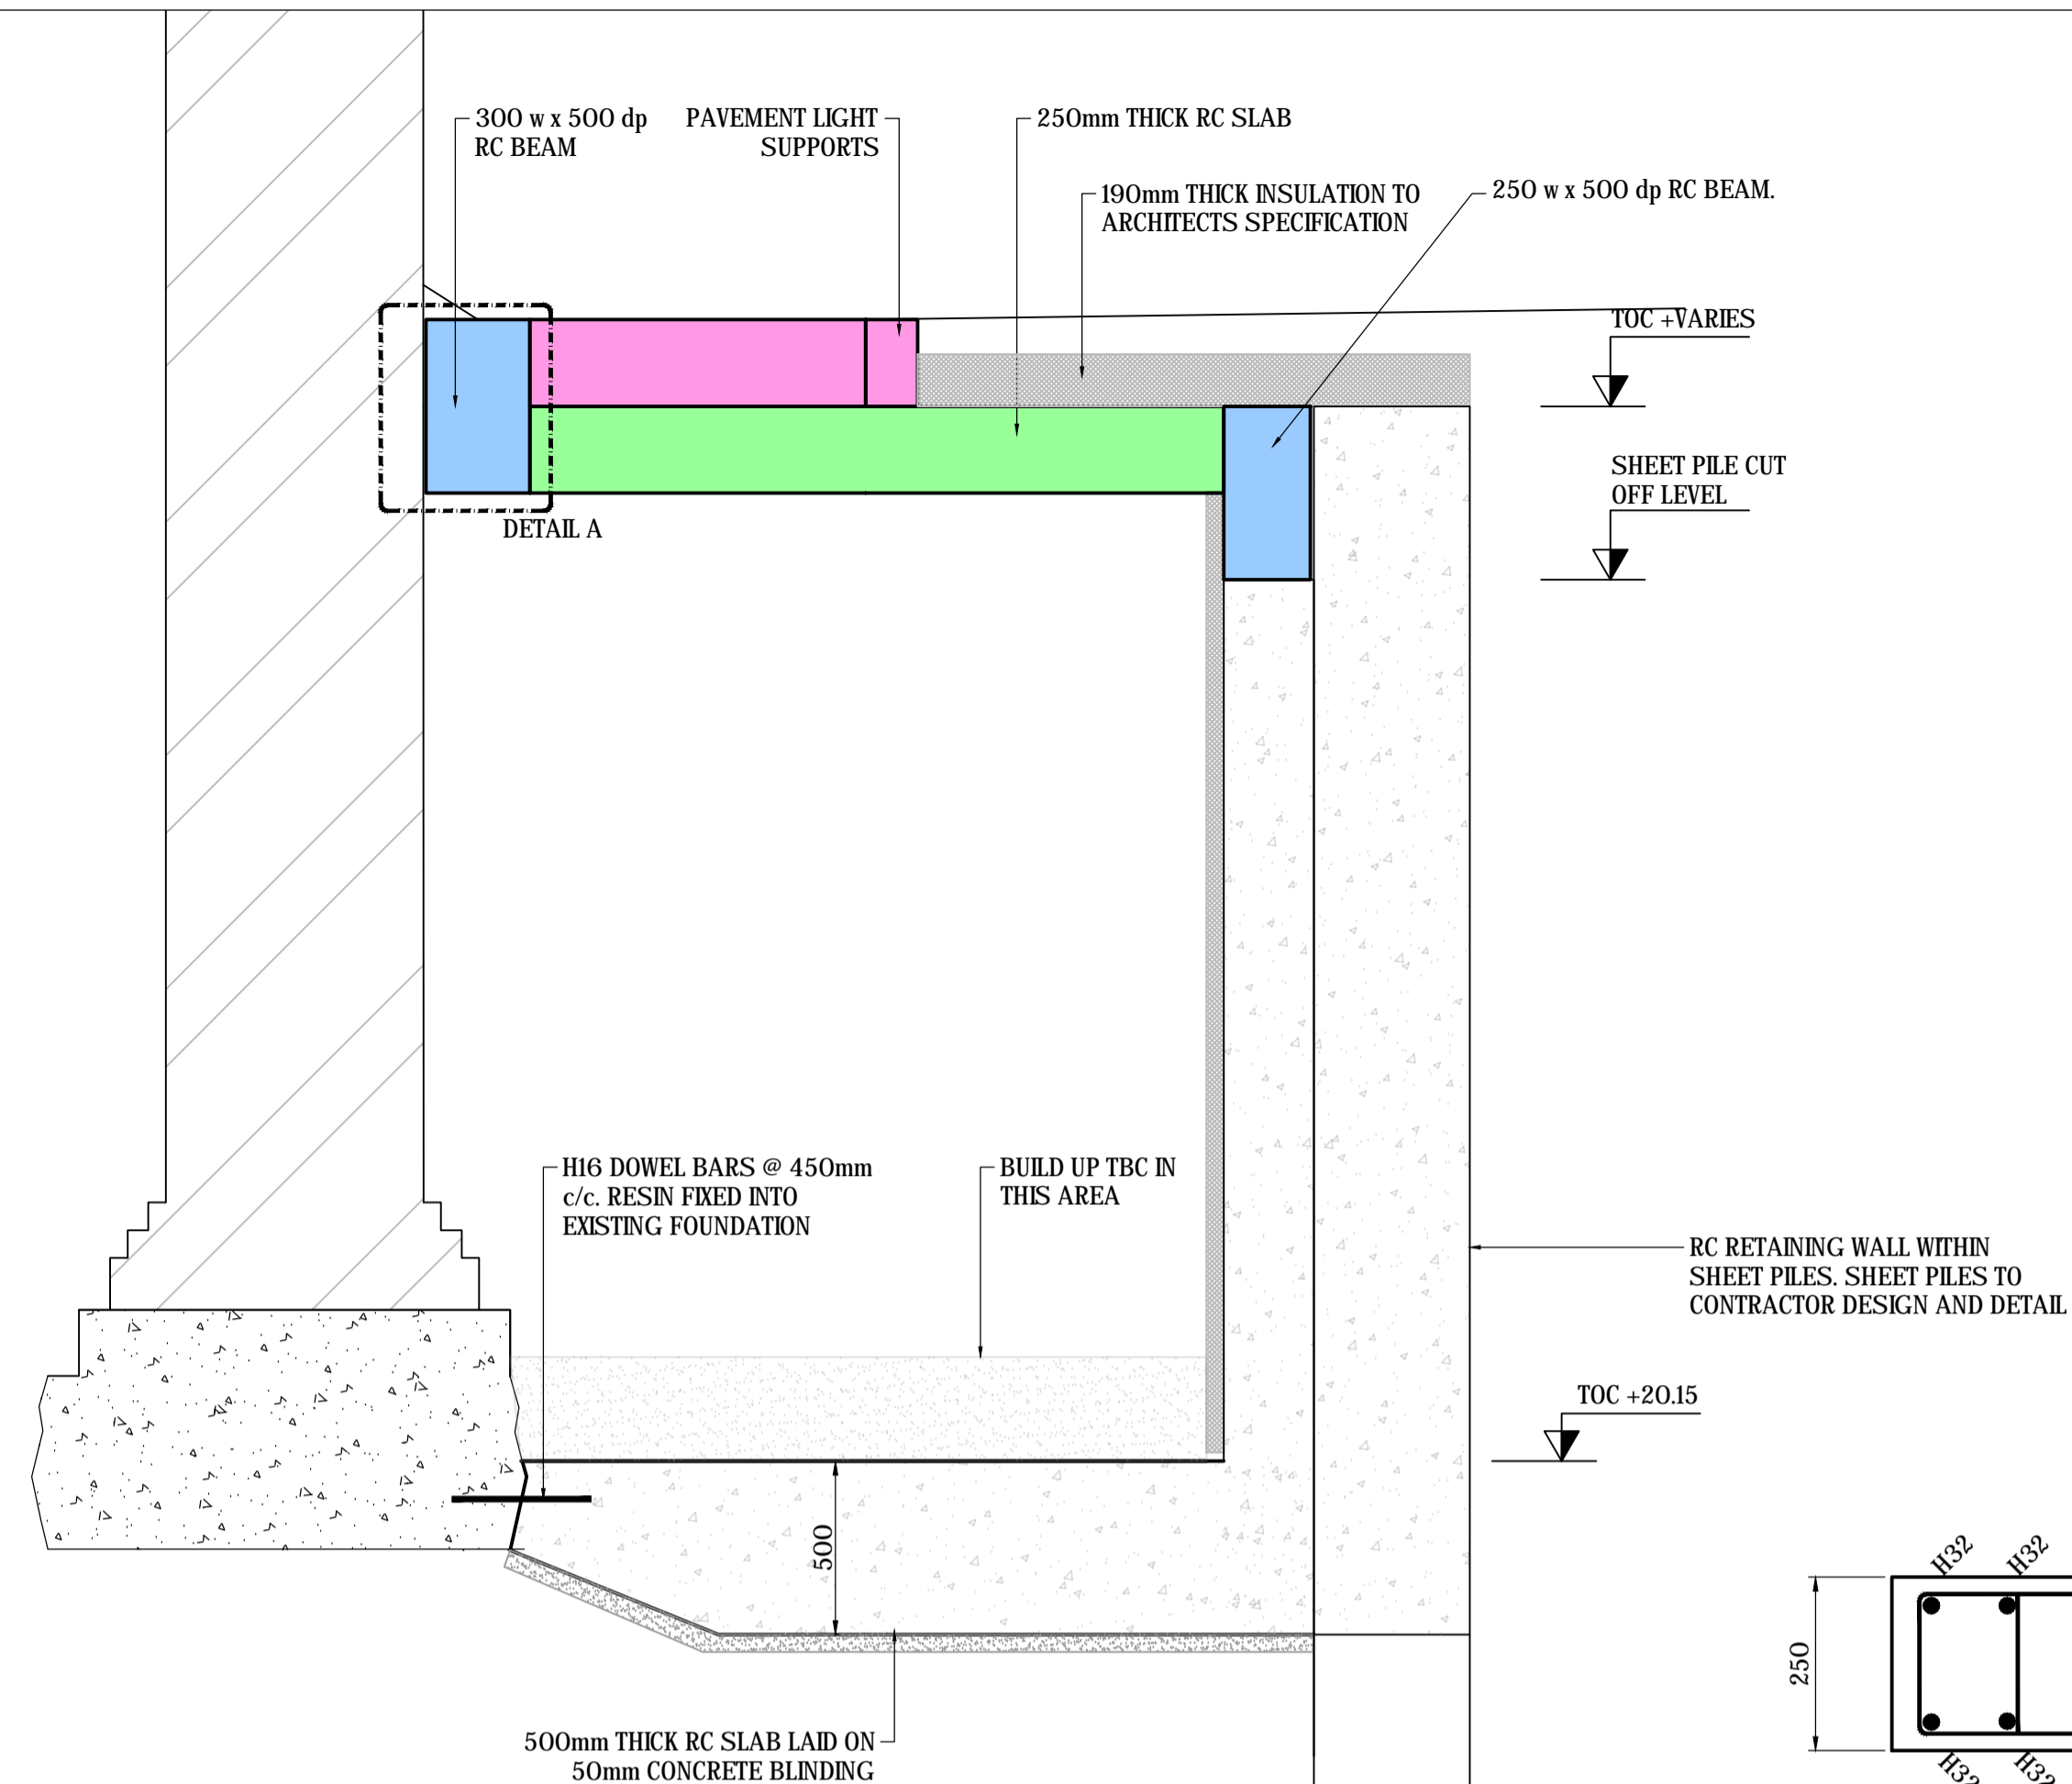 300 w x 500 dp
RC BEAM
PAVEMENT LIGHT
SUPPORTS
250mm THICK RC SLAB
190mm THICK INSULATION TO
ARCHITECTS SPECIFICATION
250 w x 500 dp RC BEAM.
TOC +VARIES
SHEET PILE CUT
OFF LEVEL
DETAIL A
H16 DOWEL BARS @ 450mm
c/c. RESIN FIXED INTO
EXISTING FOUNDATION
BUILD UP TBC IN
THIS AREA
RC RETAINING WALL WITHIN
SHEET PILES. SHEET PILES TO
CONTRACTOR DESIGN AND DETAIL
TOC +20.15
500
500mm THICK RC SLAB LAID ON
50mm CONCRETE BLINDING
H32
H32
250
H32
H32